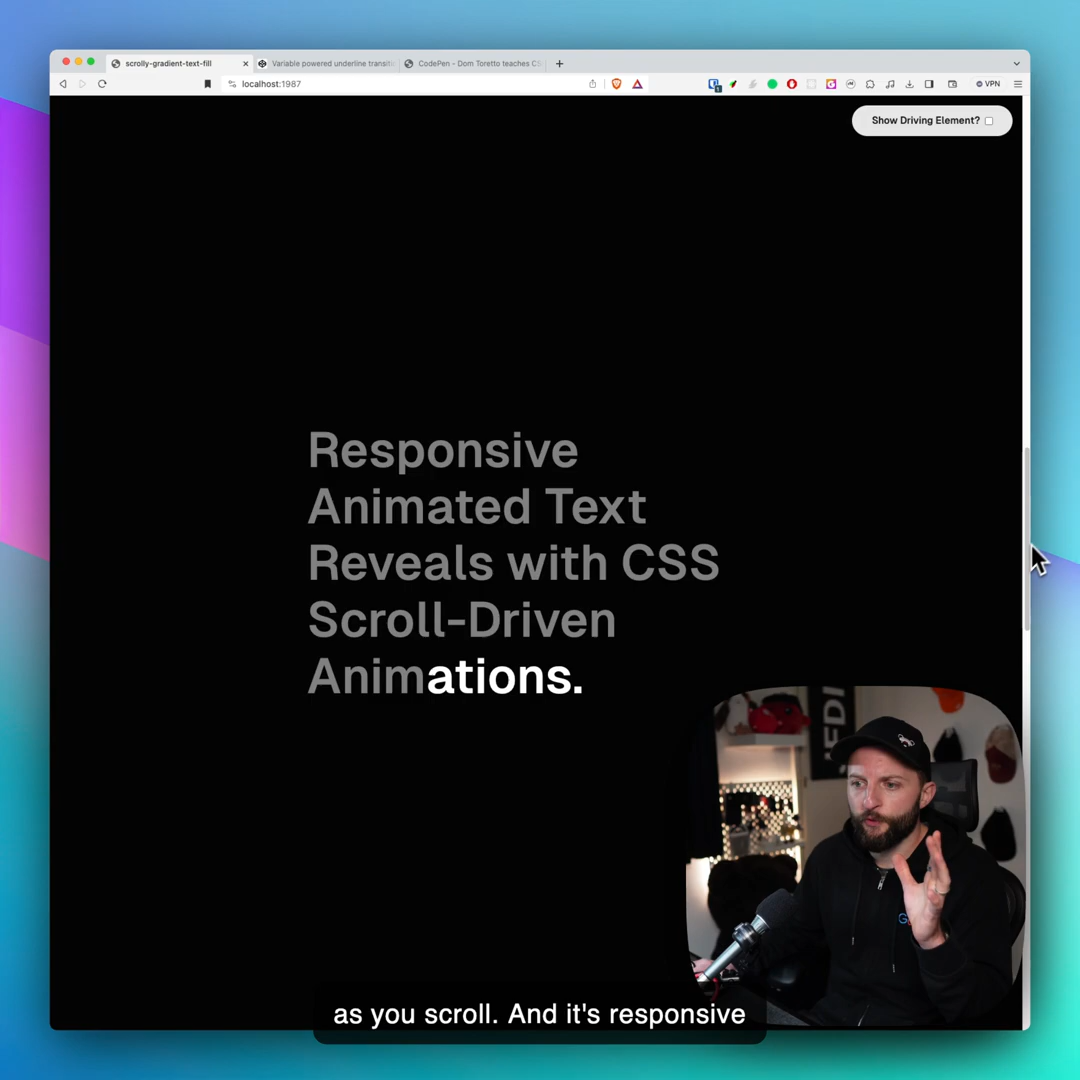 scrolly-gradient-text-fill
Variable powered underline transiti
CodePen - Dom Toretto teaches CS
localhost:1987
VPN
Show Driving Element?
Responsive
Animated Text
Reveals with CSS
Scroll-Driven
Animations.
as you scroll. And it's responsive